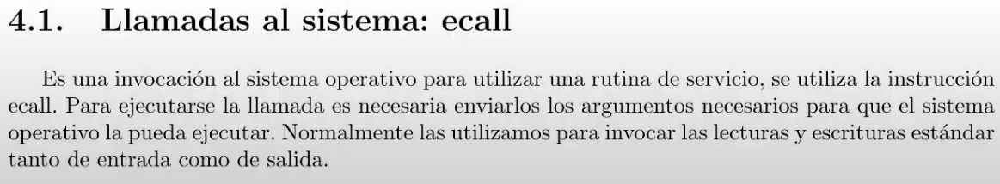 4.1. Llamadas al sistema: ecall
Es una invocación al sistema operativo para utilizar una rutina de servicio, se utiliza la instrucción
ecall. Para ejecutarse la llamada es necesaria enviarlos los argumentos necesarios para que el sistema
operativo la pueda ejecutar. Normalmente las utilizamos para invocar las lecturas y escrituras estándar
tanto de entrada como de salida.